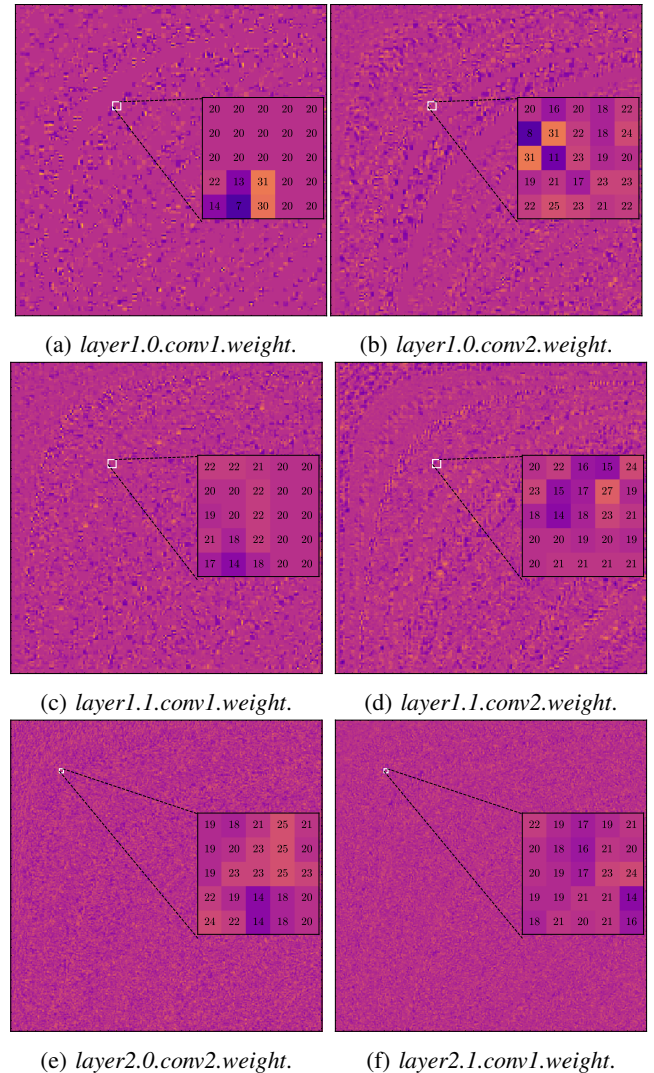 20 20 20 20 20
20 20 20 20 20
20 20 20 20 20
22 13 31 20 20
14 7 30 20 20
20 16 20 18 22
8 31 22 18 24
31 11 23 19 20
19 21 17 23 23
22 25 23 21 22
(a) layer1.0.conv1.weight.
(b) layer1.0.conv2.weight.
22 22 21 20 20
20 20 22 20 20
19 20 22 20 20
21 18 22 20 20
17 14 18 20 20
20 22 16 15 24
23 15 17 27 19
18 14 18 23 21
20 20 19 20 19
20 21 21 21 21
(c) layer1.1.conv1.weight.
(d) layer1.1.conv2.weight.
19 18 21 25 21
19 20 23 25 20
19 23 23 25 23
22 19 14 18 20
24 22 14 18 20
22 19 17 19 21
20 18 16 21 20
20 19 17 23 24
19 19 21 21 14
18 21 20 21 16
(e) layer2.0.conv2.weight.
(f) layer2.1.conv1.weight.